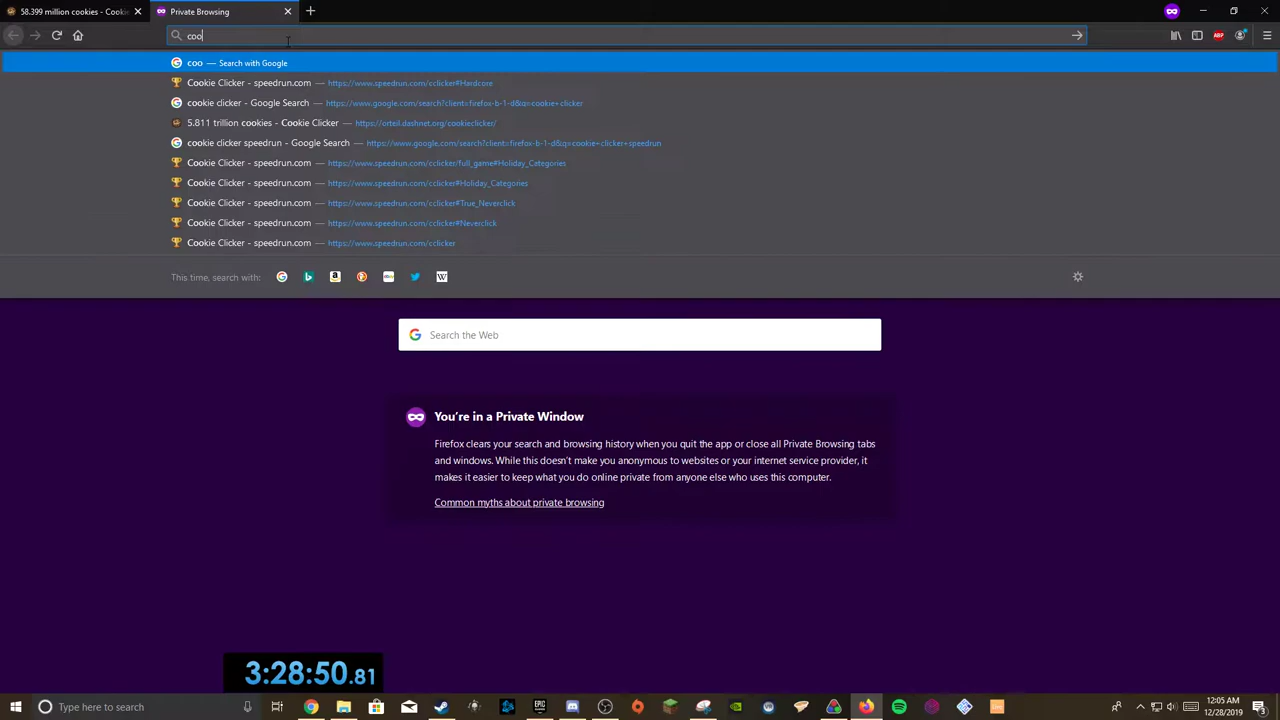 58.399 million cookies - Cookie
Private Browsing
coo
coo — Search with Google
Cookie Clicker - speedrun.com — https://www.speedrun.com/cclicker#Hardcore
cookie clicker - Google Search — https://www.google.com/search?client=firefox-b-1-d&q=cookie+clicker
5.811 trillion cookies - Cookie Clicker — https://orteil.dashnet.org/cookieclicker/
cookie clicker speedrun - Google Search — https://www.google.com/search?client=firefox-b-1-d&q=cookie+clicker+speedrun
Cookie Clicker - speedrun.com — https://www.speedrun.com/cclicker/full_game#Holiday_Categories
Cookie Clicker - speedrun.com — https://www.speedrun.com/cclicker#Holiday_Categories
Cookie Clicker - speedrun.com — https://www.speedrun.com/cclicker#True_Neverclick
Cookie Clicker - speedrun.com — https://www.speedrun.com/cclicker#Neverclick
Cookie Clicker - speedrun.com — https://www.speedrun.com/cclicker
This time, search with:
Search the Web
You're in a Private Window
Firefox clears your search and browsing history when you quit the app or close all Private Browsing tabs
and windows. While this doesn't make you anonymous to websites or your internet service provider, it
makes it easier to keep what you do online private from anyone else who uses this computer.
Common myths about private browsing
3:28:50.81
Type here to search
12:05 AM
12/28/2019